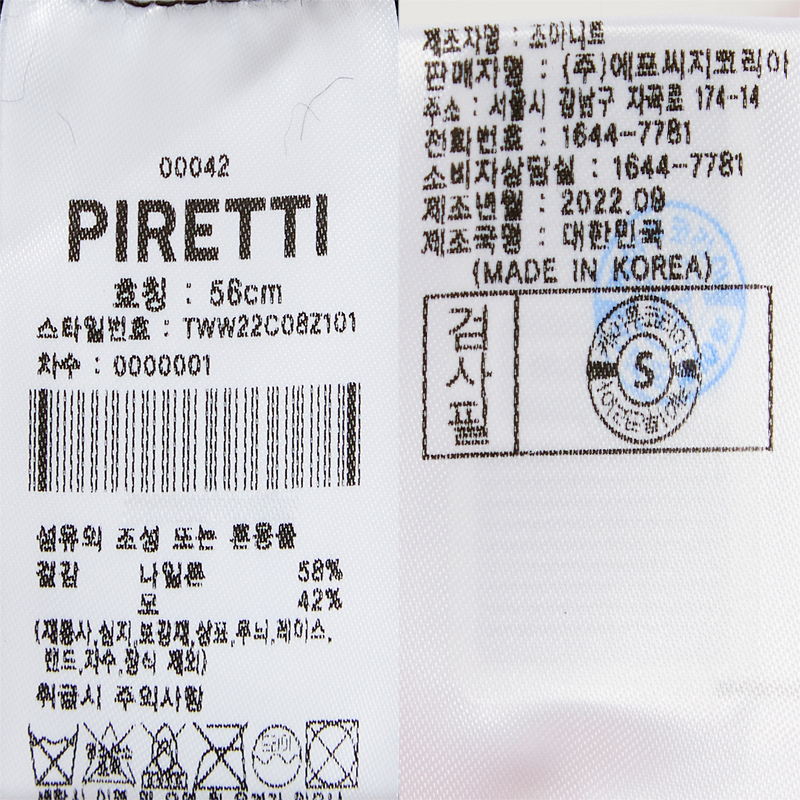 00042
PIRETTI
호칭 : 56cm
스타일번호 : TWW22C08Z101
차수 : 0000001
섬유의 조성 또는 혼용률
겉감 나일론 58%
모 42%
(재봉사,심지,보강재,상표,무늬,레이스,
밴드,자수,장식 제외)
취급시 주의사항
드라이
제조자명 : 조아니트
판매자명 : (주)에프씨지코리아
주소 : 서울시 강남구 자곡로 174-14
전화번호 : 1644-7781
소비자상담실 : 1644-7781
제조년월 : 2022.09
제조국명 : 대한민국
(MADE IN KOREA)
검사필
S